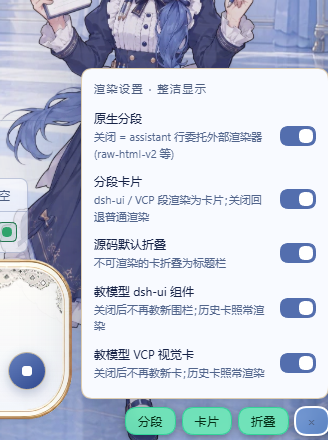 渲染设置 · 整洁显示
原生分段
关闭 = assistant 行委托外部渲染器
(raw-html-v2 等)
分段卡片
dsh-ui / VCP 段渲染为卡片;关闭回
退普通渲染
空
源码默认折叠
不可渲染的卡折叠为标题栏
教模型 dsh-ui 组件
关闭后不再教新围栏;历史卡照常渲
染
教模型 VCP 视觉卡
关闭后不再教新卡;历史卡照常渲染
分段 卡片 折叠 ×